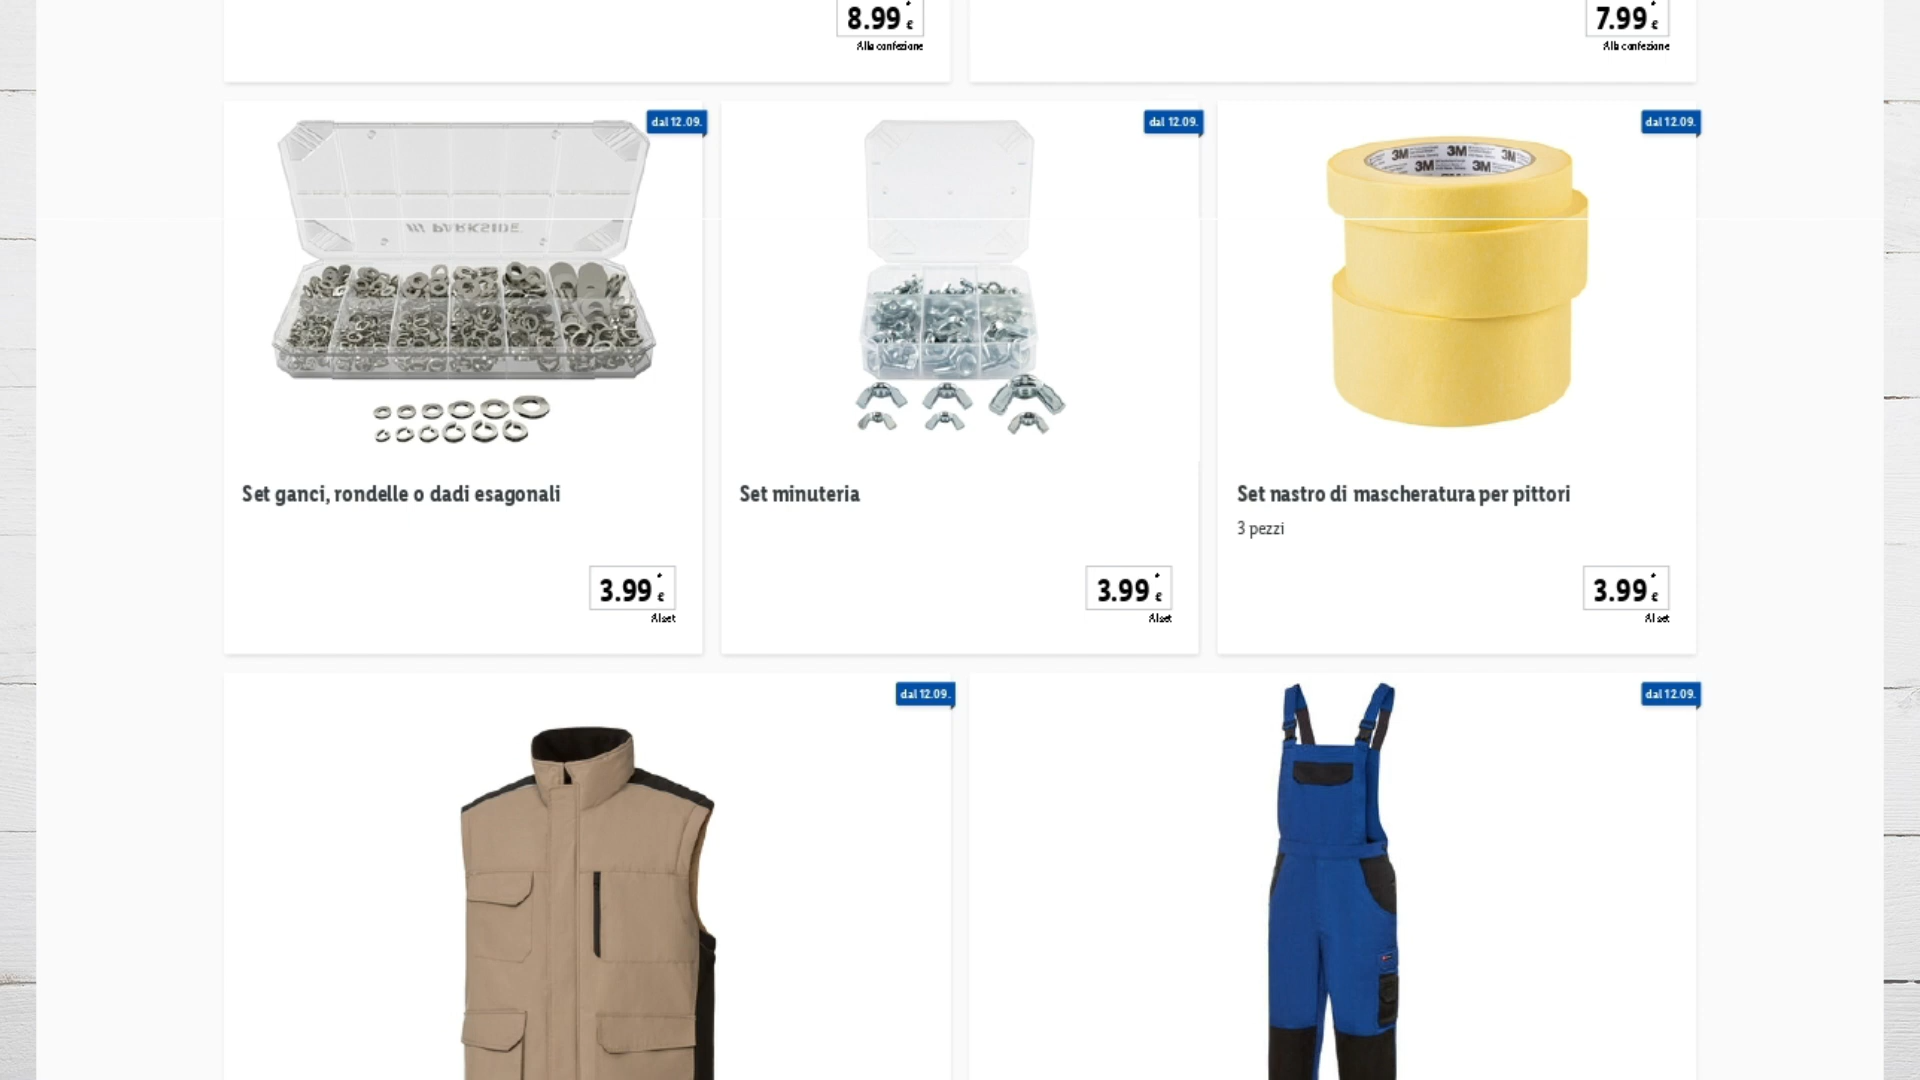 8.99 €
Alla confezione
7.99 €
Alla confezione
dal 12.09.
dal 12.09.
dal 12.09.
/// PARKSIDE
3M 3M 3M
3M 3M
Set ganci, rondelle o dadi esagonali
Set minuteria
Set nastro di mascheratura per pittori
3 pezzi
3.99 * €
Al set
3.99 * €
Al set
3.99 * €
Al set
dal 12.09.
dal 12.09.